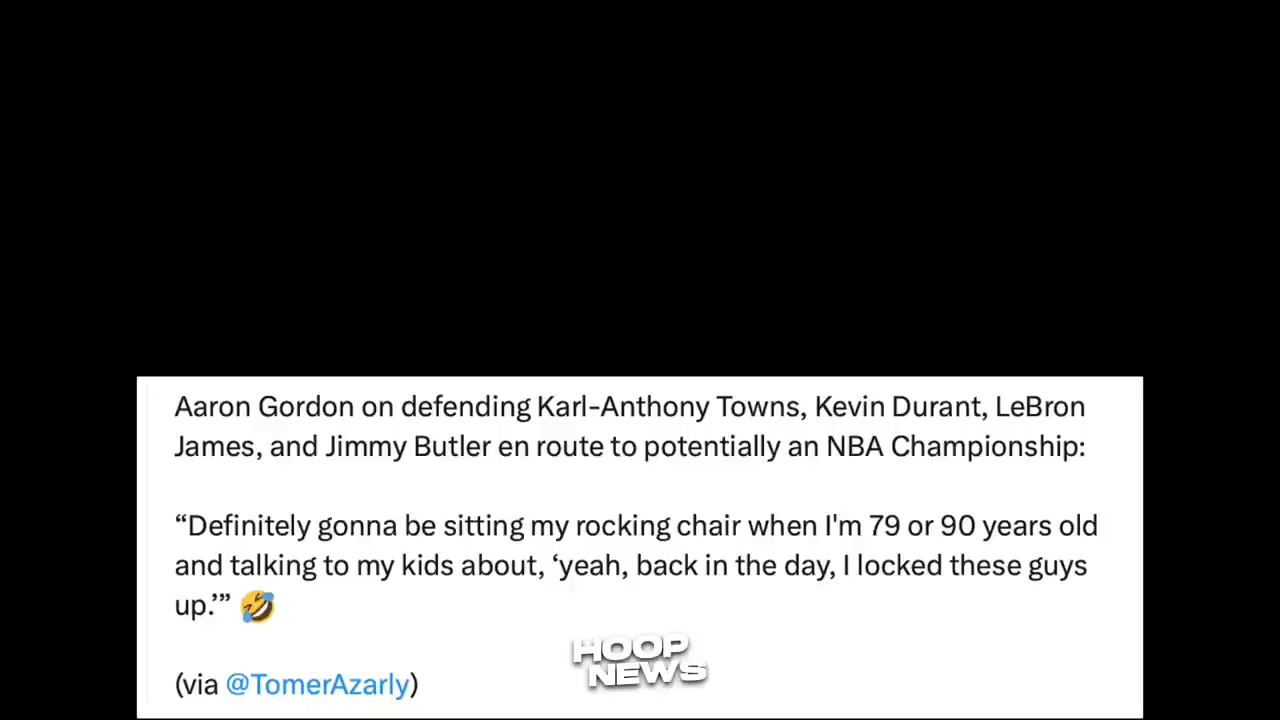 Aaron Gordon on defending Karl-Anthony Towns, Kevin Durant, LeBron
James, and Jimmy Butler en route to potentially an NBA Championship:
“Definitely gonna be sitting my rocking chair when I'm 79 or 90 years old
and talking to my kids about, ‘yeah, back in the day, I locked these guys
up.’” 🤣
(via @TomerAzarly)
HOOP
NEWS